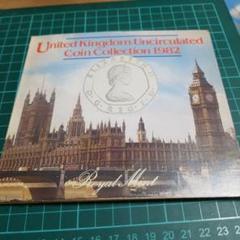 United Kingdom Uncirculated
Coin Collection 1982
Royal Mint